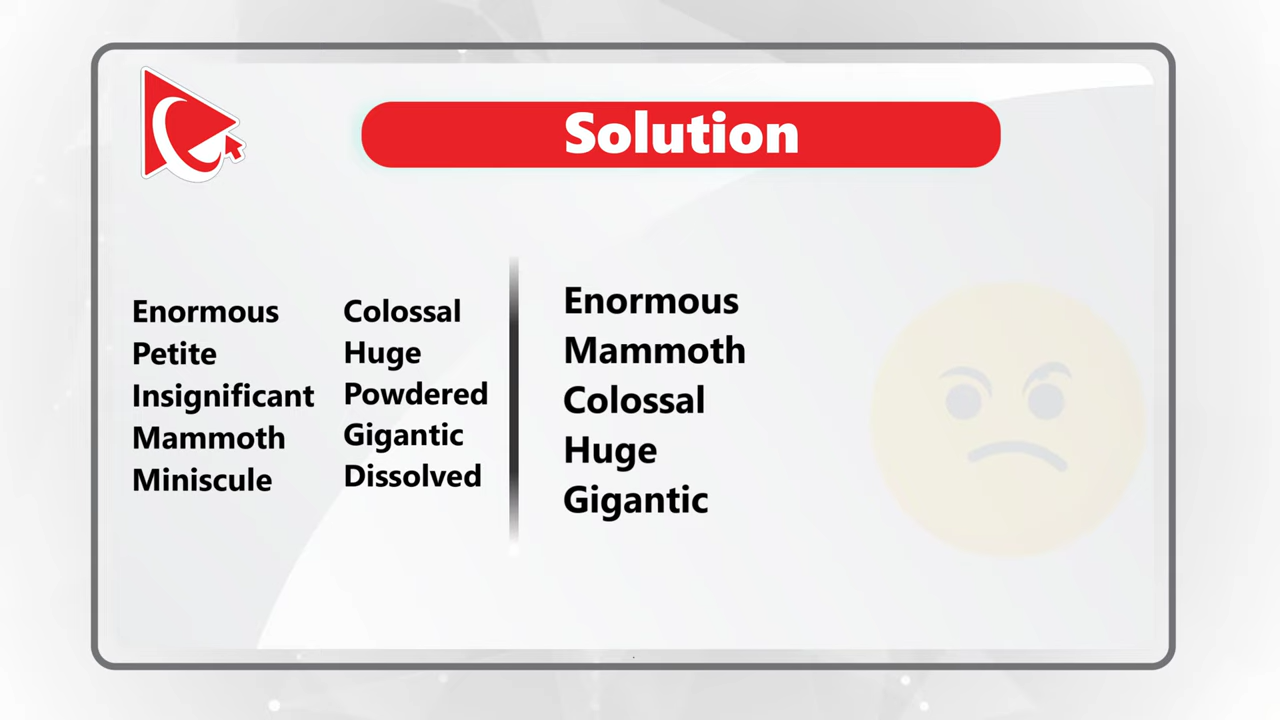 Solution
Enormous
Petite
Insignificant
Mammoth
Miniscule
Colossal
Huge
Powdered
Gigantic
Dissolved
Enormous
Mammoth
Colossal
Huge
Gigantic